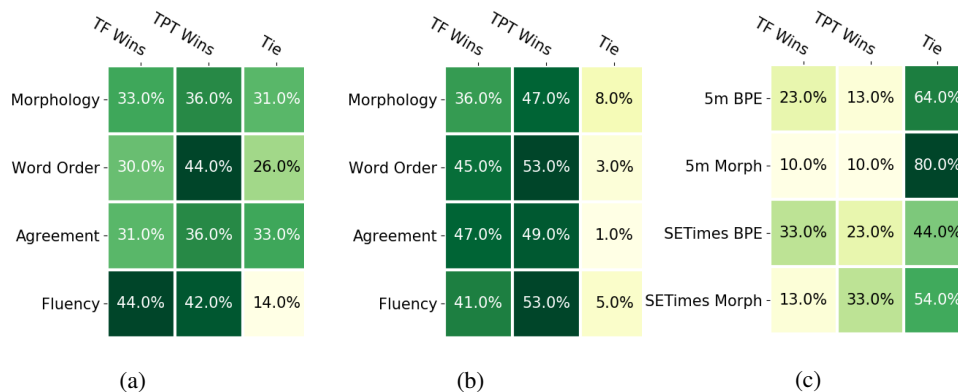 TF Wins TPT Wins Tie
Morphology 33.0% 36.0% 31.0%
Word Order 30.0% 44.0% 26.0%
Agreement 31.0% 36.0% 33.0%
Fluency 44.0% 42.0% 14.0%
(a)
TF Wins TPT Wins Tie
Morphology 36.0% 47.0% 8.0%
Word Order 45.0% 53.0% 3.0%
Agreement 47.0% 49.0% 1.0%
Fluency 41.0% 53.0% 5.0%
(b)
TF Wins TPT Wins Tie
5m BPE 23.0% 13.0% 64.0%
5m Morph 10.0% 10.0% 80.0%
SETimes BPE 33.0% 23.0% 44.0%
SETimes Morph 13.0% 33.0% 54.0%
(c)